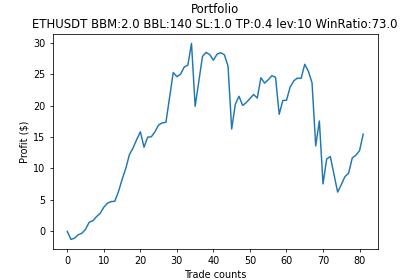 Portfolio
ETHUSDT BBM:2.0 BBL:140 SL:1.0 TP:0.4 lev:10 WinRatio:73.0
30
25
20
15
10
5
0
Profit ($)
0 10 20 30 40 50 60 70 80
Trade counts